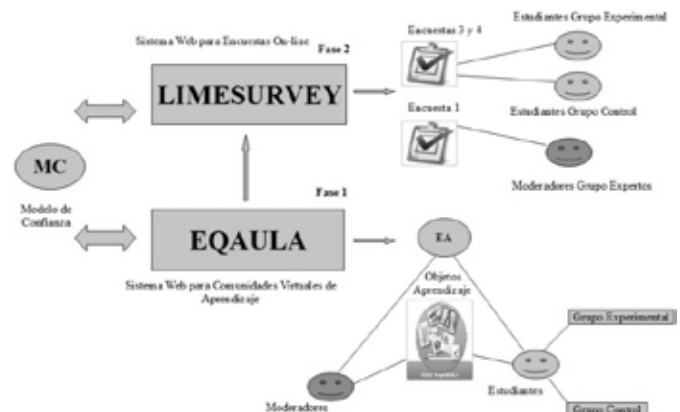 Estudiantes Grupo Experimental
Sistema Web para Encuestas On-line
Fase 2
Encuestas 3 y 4
LIMESURVEY
Estudiantes Grupo Control
Encuesta 1
MC
Modelo de
Confianza
Moderadores Grupo Expertos
Fase 1
EQAULA
EA
Sistema Web para Comunidades Virtuales de
Aprendizaje
Objetos
Aprendizaje
Grupo Experimental
Estudiantes
Moderadores
Grupo Control